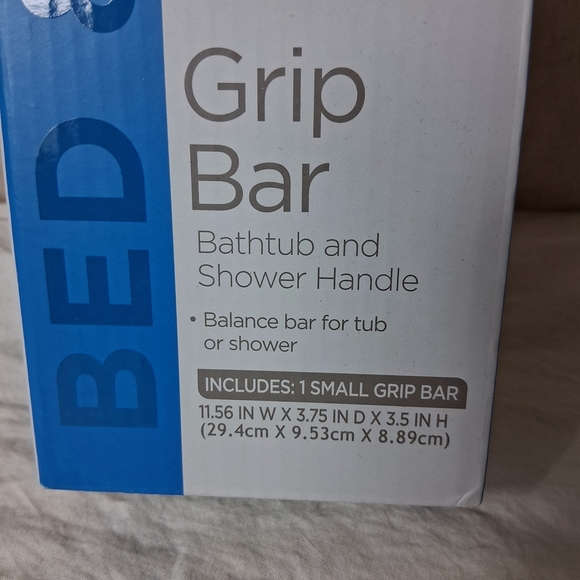 BED &
Grip
Bar
Bathtub and
Shower Handle
• Balance bar for tub
or shower
INCLUDES: 1 SMALL GRIP BAR
11.56 IN W X 3.75 IN D X 3.5 IN H
(29.4cm X 9.53cm X 8.89cm)